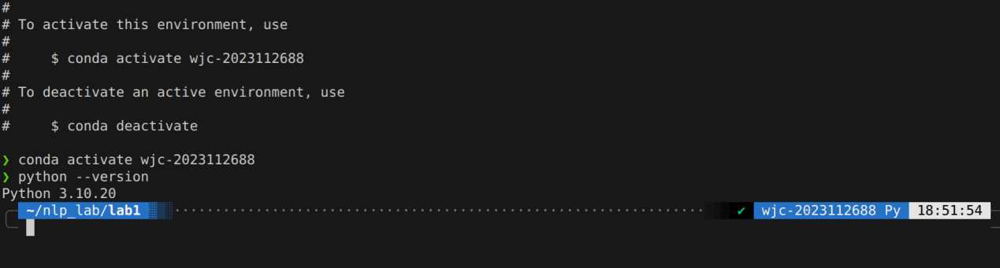 #
# To activate this environment, use
#
#     $ conda activate wjc-2023112688
#
# To deactivate an active environment, use
#
#     $ conda deactivate

❯ conda activate wjc-2023112688
❯ python --version
Python 3.10.20
~/nlp_lab/lab1 ✔ wjc-2023112688 Py 18:51:54